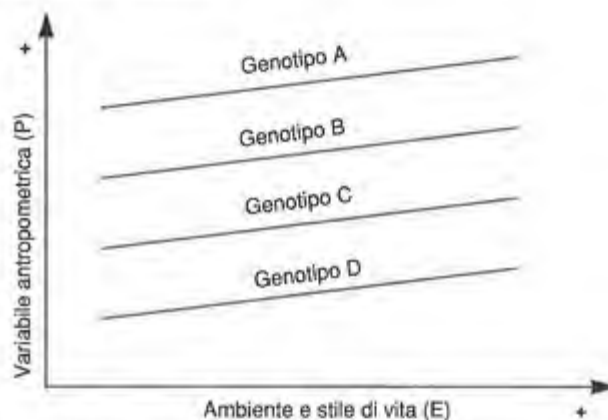 +
Genotipo A
Genotipo B
Genotipo C
Genotipo D
Variabile antropometrica (P)
Ambiente e stile di vita (E)
+